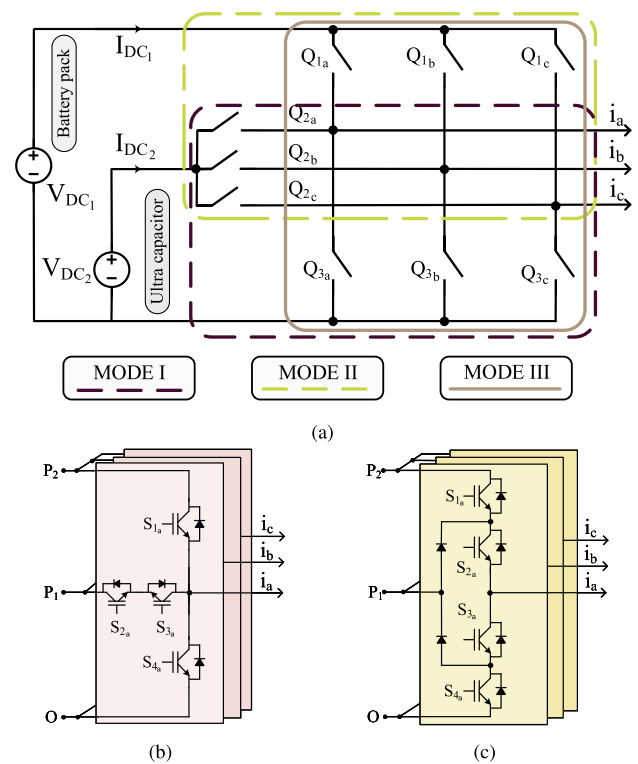 I_DC1
Battery pack
Q1a
Q1b
Q1c
Q2a
ia
I_DC2
Q2b
ib
V_DC1
Q2c
ic
Ultra capacitor
V_DC2
Q3a
Q3b
Q3c
MODE I
MODE II
MODE III
(a)
P2
S1a
ic
ib
P1
ia
S2a
S3a
S4a
O
(b)
P2
S1a
S2a
ic
ib
P1
ia
S3a
S4a
O
(c)